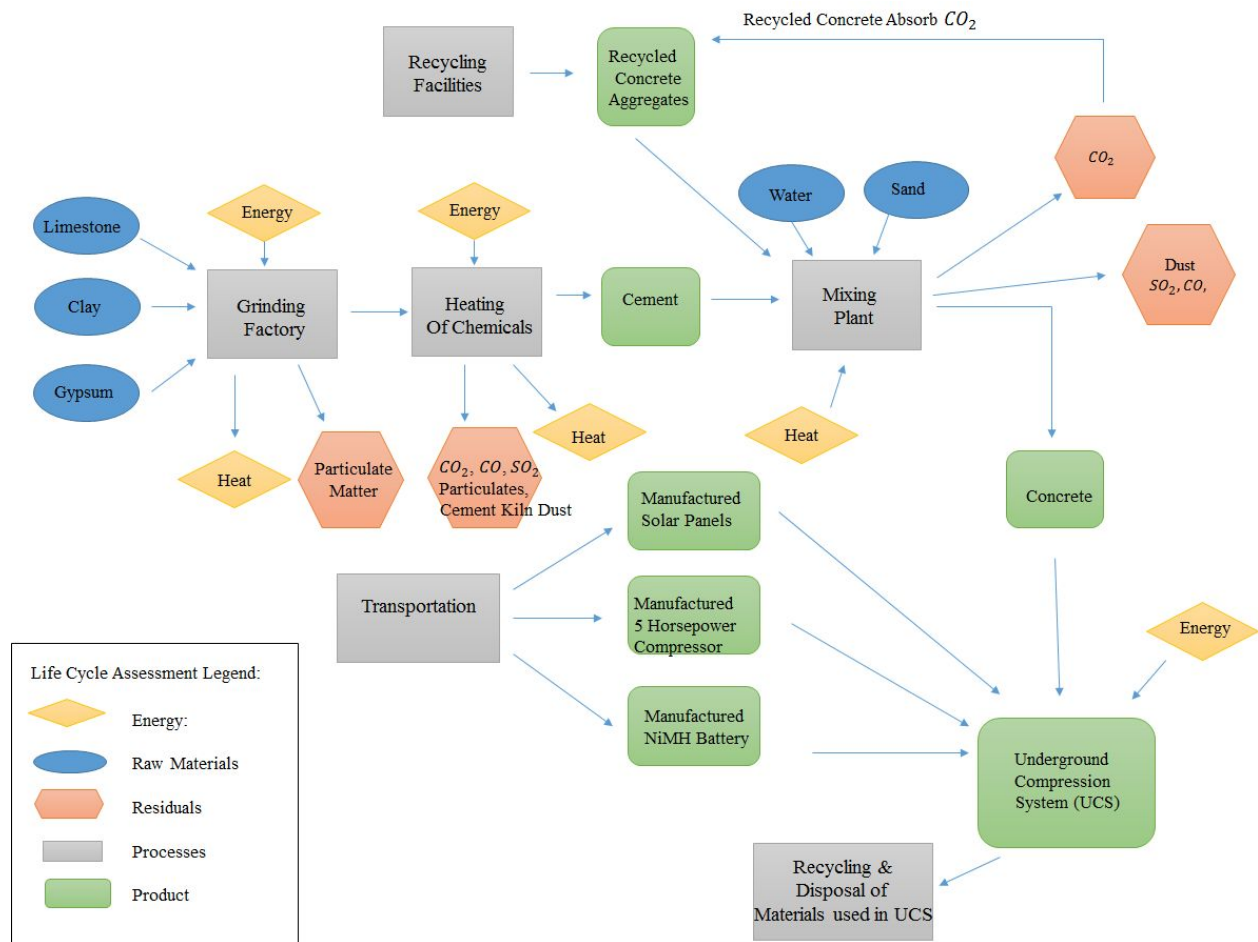 Recycled Concrete Absorb CO₂
Recycling
Facilities
Recycled
Concrete
Aggregates
CO₂
Water
Sand
Energy
Energy
Limestone
Dust
SO₂, CO,
Grinding
Factory
Heating
Of Chemicals
Cement
Mixing
Plant
Clay
Gypsum
Heat
Particulate
Matter
CO₂, CO, SO₂
Particulates,
Cement Kiln Dust
Heat
Heat
Concrete
Manufactured
Solar Panels
Transportation
Manufactured
5 Horsepower
Compressor
Energy
Manufactured
NiMH Battery
Underground
Compression
System (UCS)
Recycling &
Disposal of
Materials used in UCS
Life Cycle Assessment Legend:
Energy:
Raw Materials
Residuals
Processes
Product